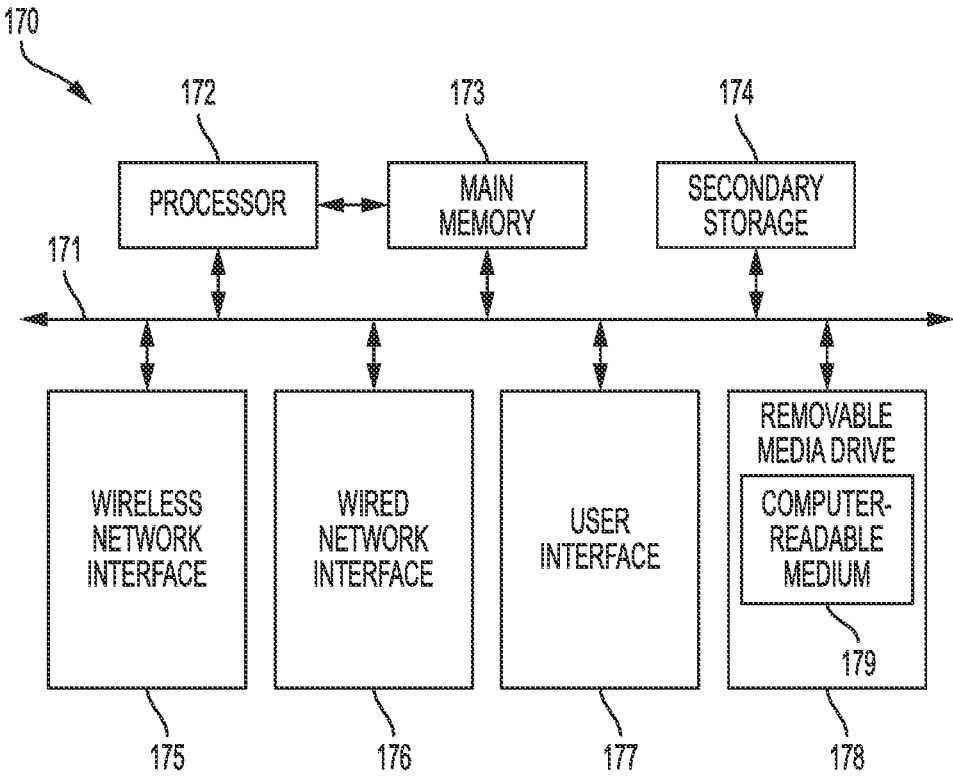 170
172
173
174
PROCESSOR
MAIN
MEMORY
SECONDARY
STORAGE
171
WIRELESS
NETWORK
INTERFACE
WIRED
NETWORK
INTERFACE
USER
INTERFACE
REMOVABLE
MEDIA DRIVE
COMPUTER-
READABLE
MEDIUM
179
175
176
177
178